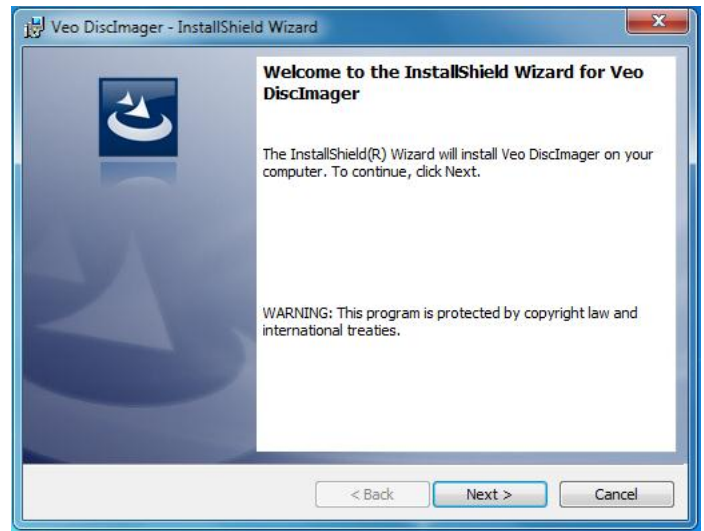 Veo DiscImager - InstallShield Wizard
Welcome to the InstallShield Wizard for Veo
DiscImager
The InstallShield(R) Wizard will install Veo DiscImager on your
computer. To continue, click Next.
WARNING: This program is protected by copyright law and
international treaties.
< Back Next > Cancel